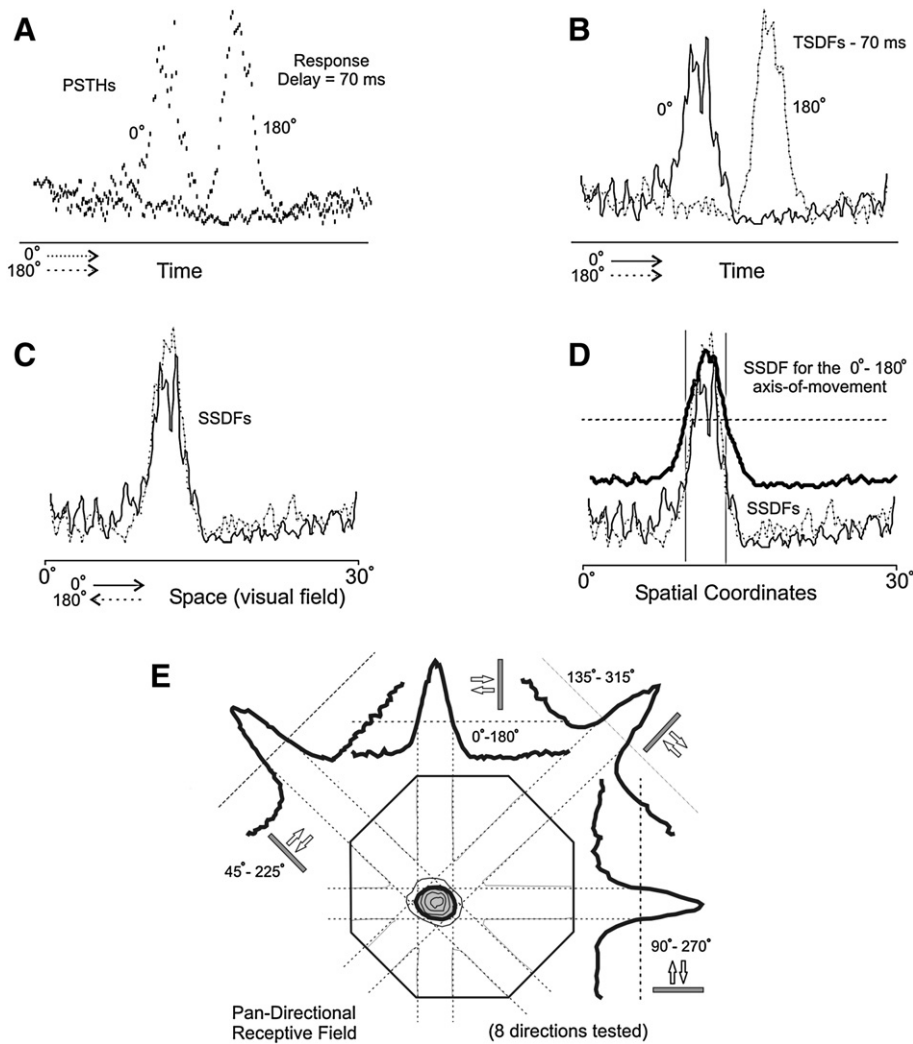 A
PSTHs
Response
Delay = 70 ms
0°
180°
0°
180°
Time
B
TSDFs - 70 ms
0°
180°
0°
180°
Time
C
SSDFs
0°
30°
0°
180°
Space (visual field)
D
SSDF for the 0°- 180°
axis-of-movement
SSDFs
0°
30°
Spatial Coordinates
E
135°- 315°
0°-180°
45°- 225°
90°- 270°
Pan-Directional
Receptive Field
(8 directions tested)